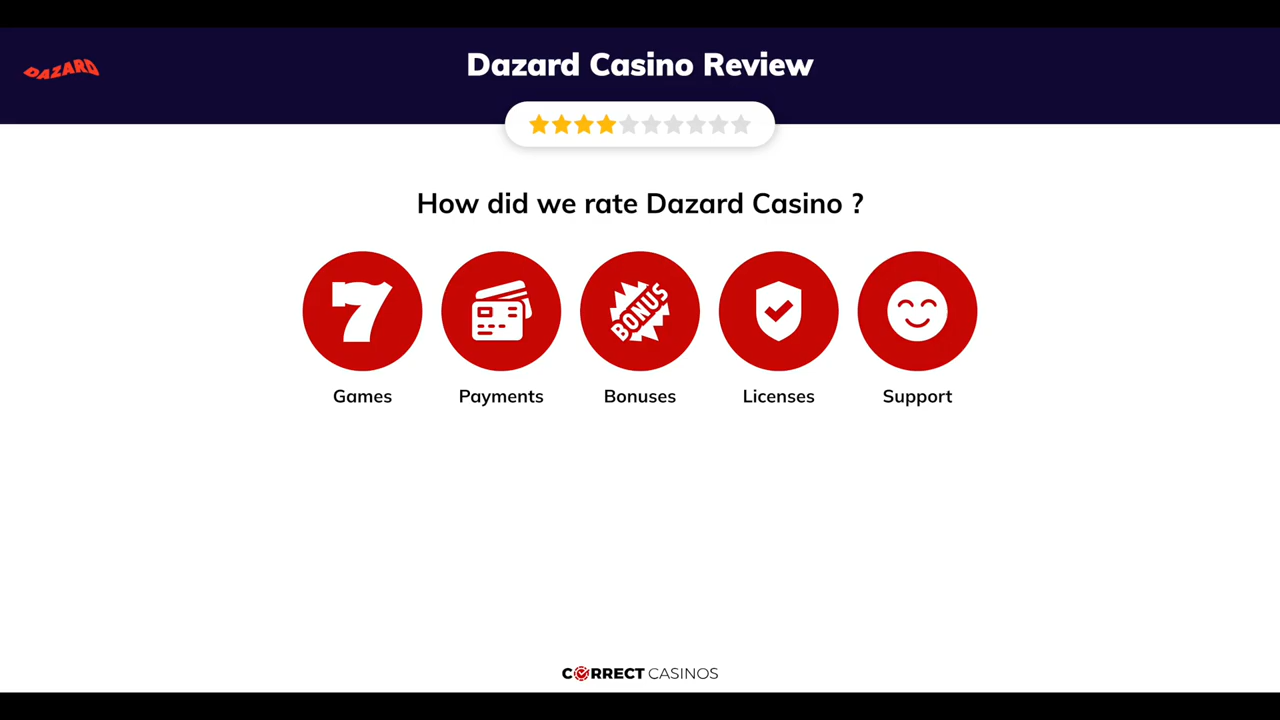 DAZARD
Dazard Casino Review
How did we rate Dazard Casino ?
7
BONUS
Games
Payments
Bonuses
Licenses
Support
CORRECT CASINOS